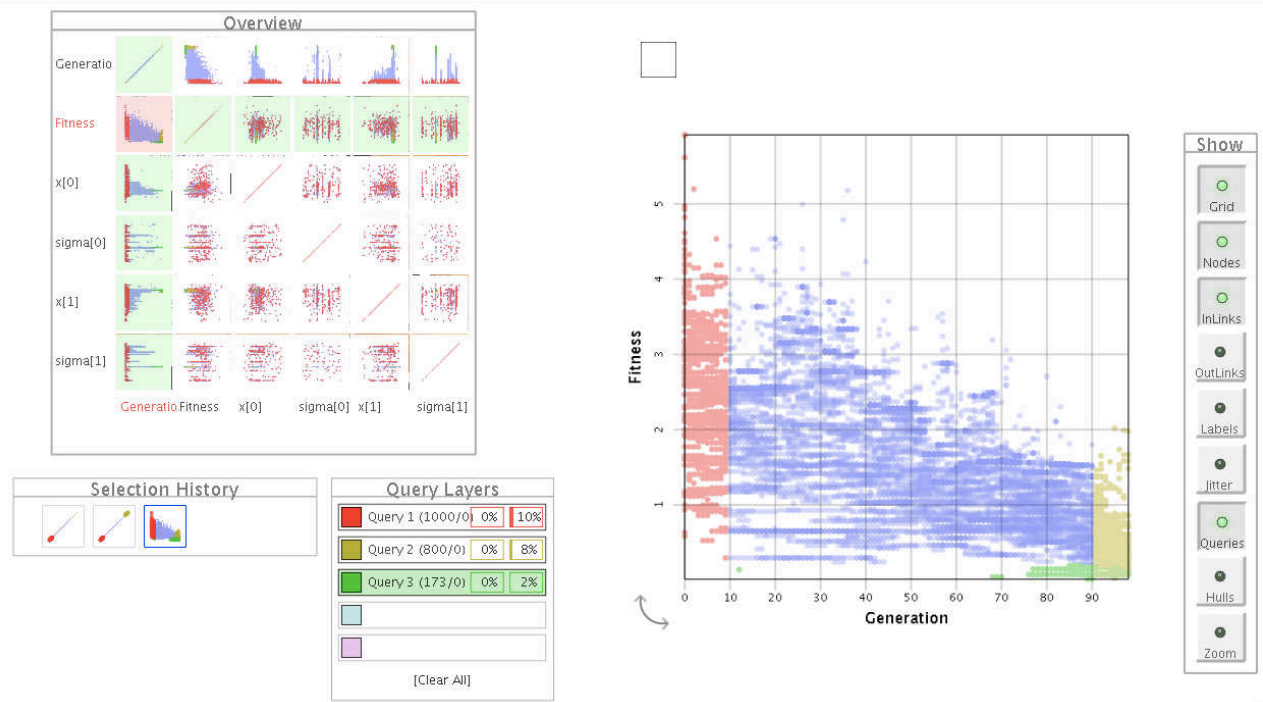 Overview
Generatio
Fitness
x[0]
sigma[0]
x[1]
sigma[1]
Generatio Fitness x[0] sigma[0] x[1] sigma[1]
Selection History
Query Layers
Query 1 (1000/0) 0% 10%
Query 2 (800/0) 0% 8%
Query 3 (173/0) 0% 2%
[Clear All]
Fitness
5
4
3
2
1
0 10 20 30 40 50 60 70 80 90
Generation
Show
Grid
Nodes
InLinks
OutLinks
Labels
Jitter
Queries
Hulls
Zoom